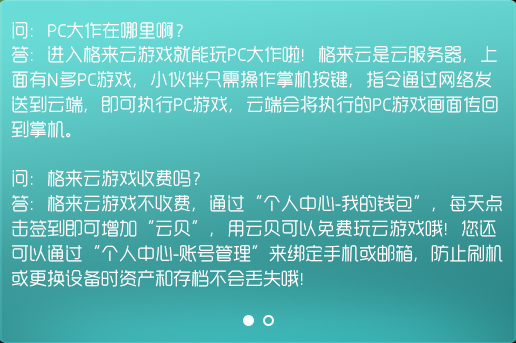 问：PC大作在哪里啊？
答：进入格来云游戏就能玩PC大作啦！格来云是云服务器，上
面有N多PC游戏，小伙伴只需操作掌机按键，指令通过网络发
送到云端，即可执行PC游戏，云端会将执行的PC游戏画面传回
到掌机。
问：格来云游戏收费吗？
答：格来云游戏不收费，通过“个人中心-我的钱包”，每天点
击签到即可增加“云贝”，用云贝可以免费玩云游戏哦！您还
可以通过“个人中心-账号管理”来绑定手机或邮箱，防止刷机
或更换设备时资产和存档不会丢失哦！